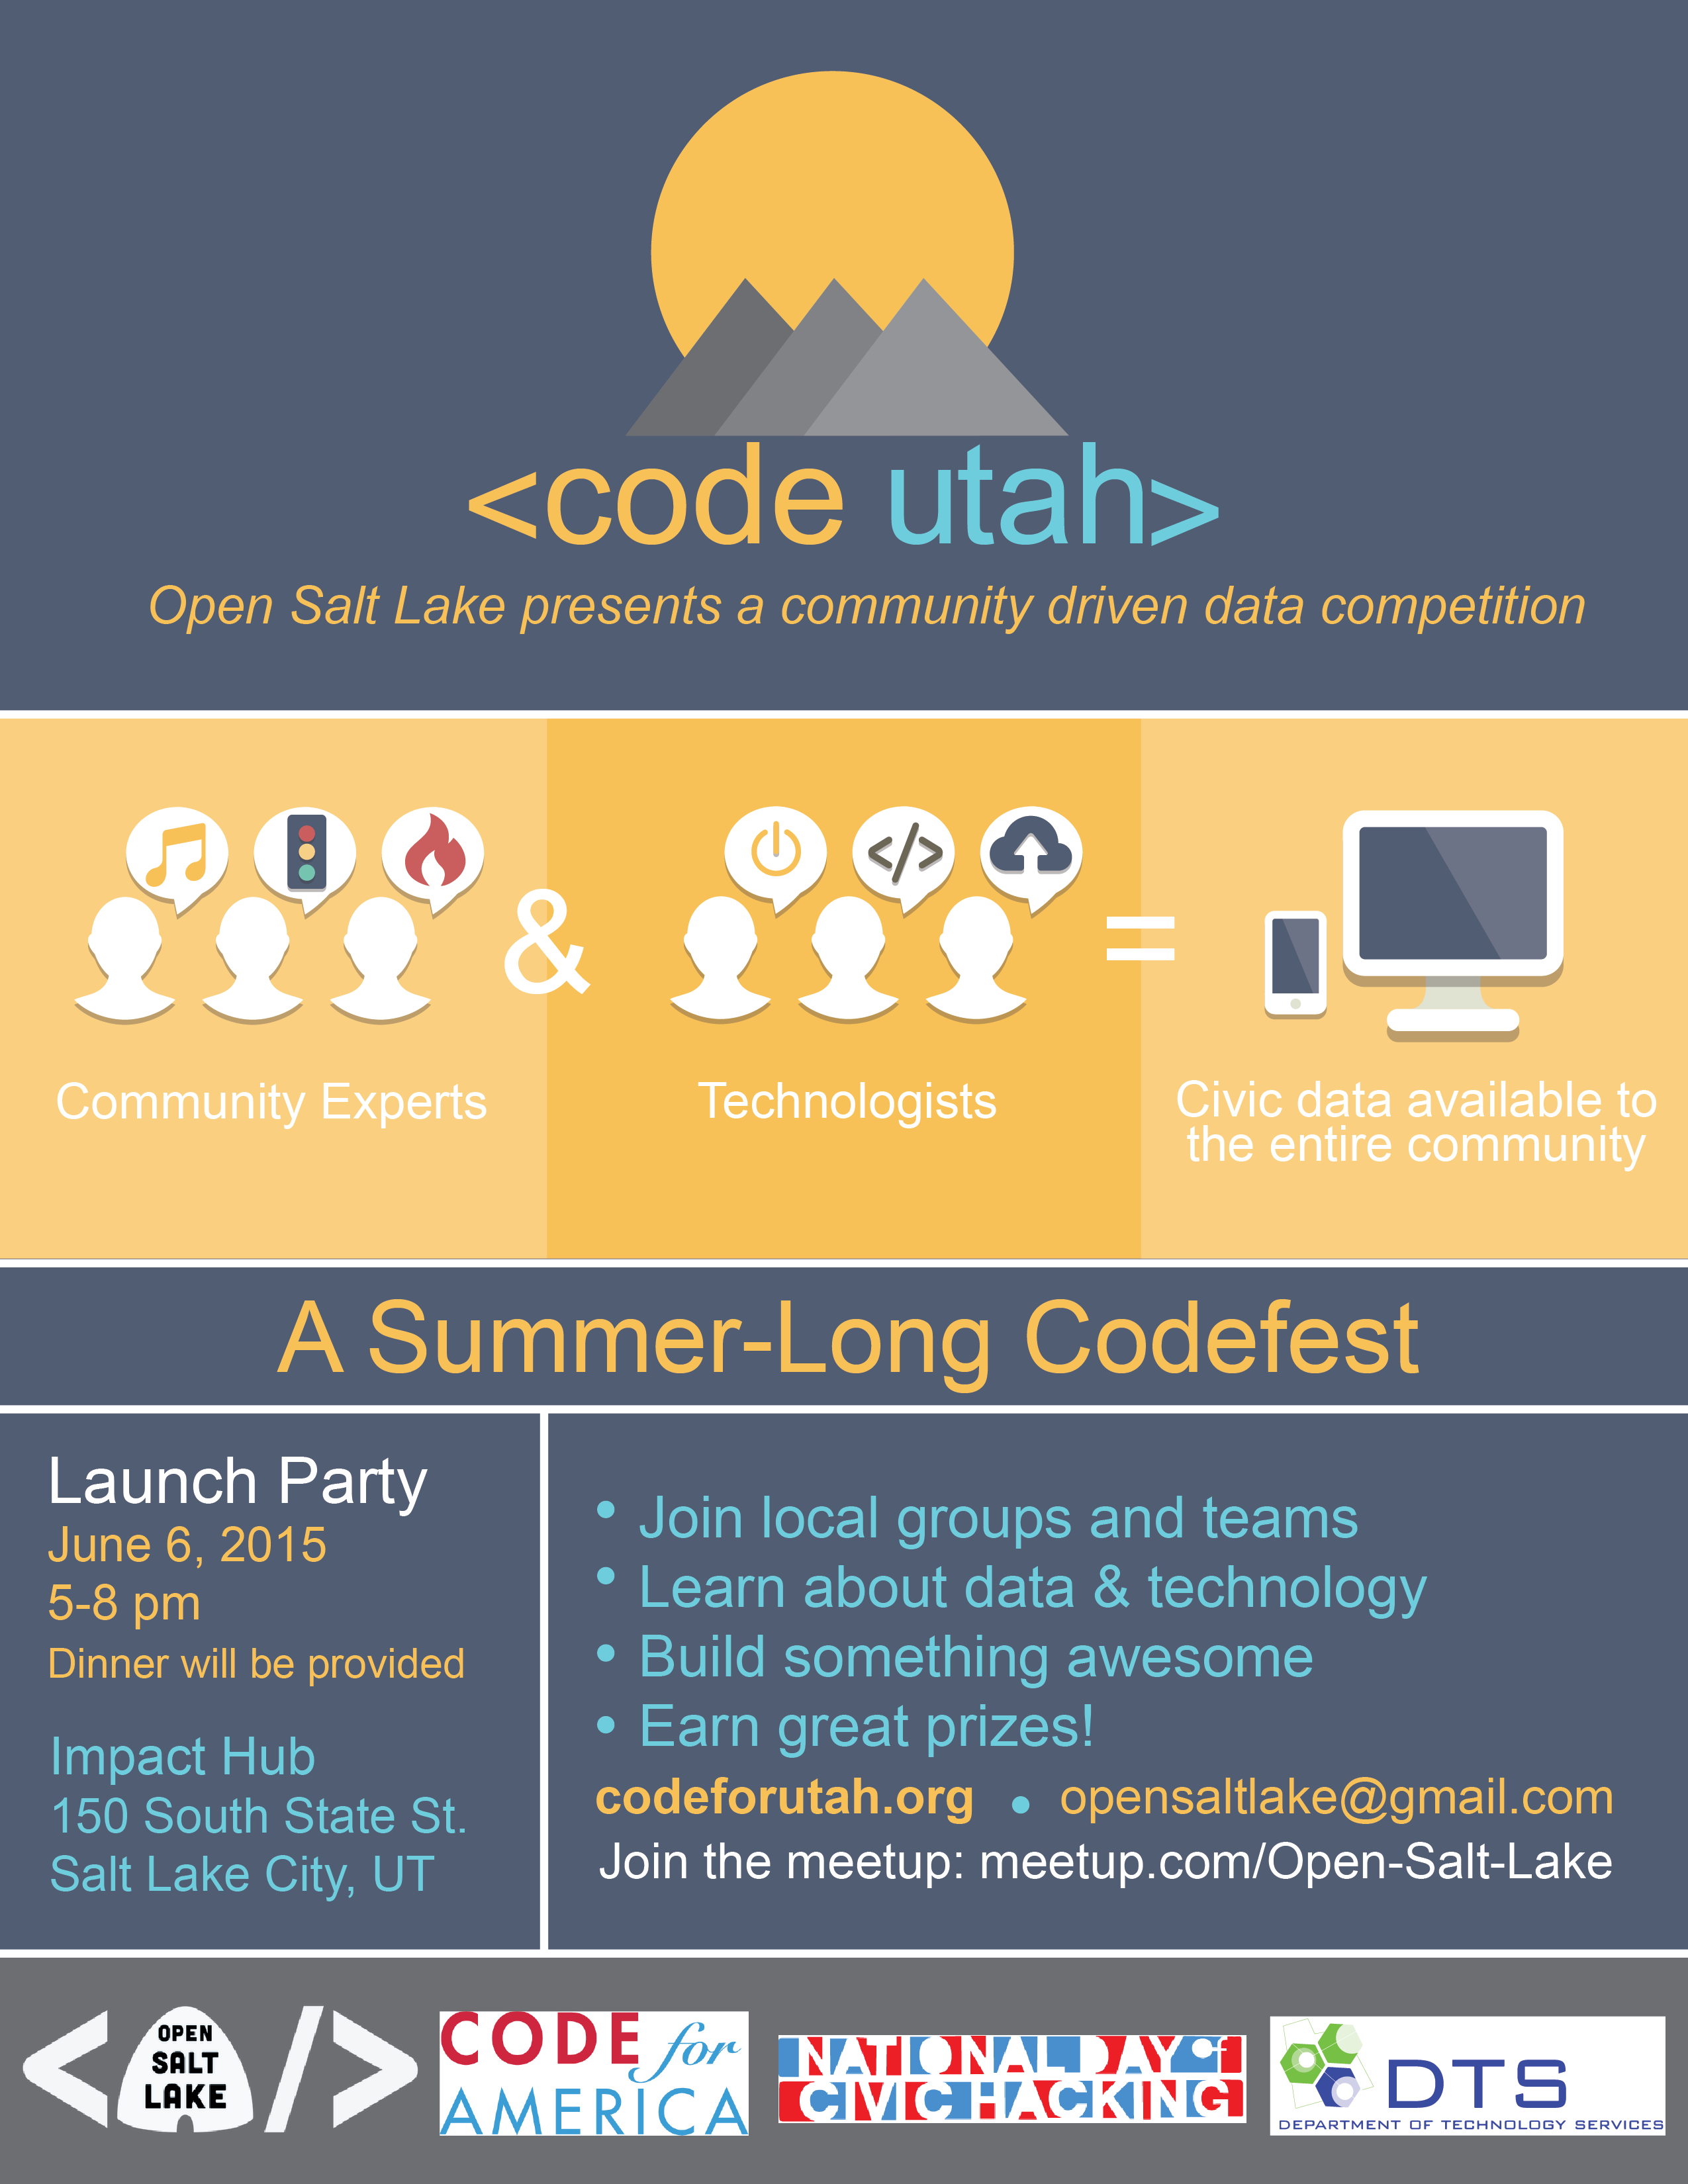 <code utah>
Open Salt Lake presents a community driven data competition
</>
&
=
Community Experts
Technologists
Civic data available to
the entire community
A Summer-Long Codefest
Launch Party
June 6, 2015
5-8 pm
Dinner will be provided
Impact Hub
150 South State St.
Salt Lake City, UT
• Join local groups and teams
• Learn about data & technology
• Build something awesome
• Earn great prizes!
codeforutah.org • opensaltlake@gmail.com
Join the meetup: meetup.com/Open-Salt-Lake
< OPEN
SALT
LAKE />
CODE for
AMERICA
NATIONAL DAY of
CIVIC HACKING
DTS
DEPARTMENT OF TECHNOLOGY SERVICES